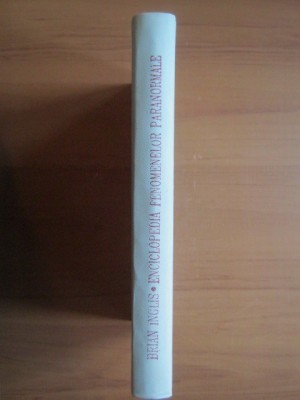 BRIAN INGLIS * ENCICLOPEDIA FENOMENELOR PARANORMALE